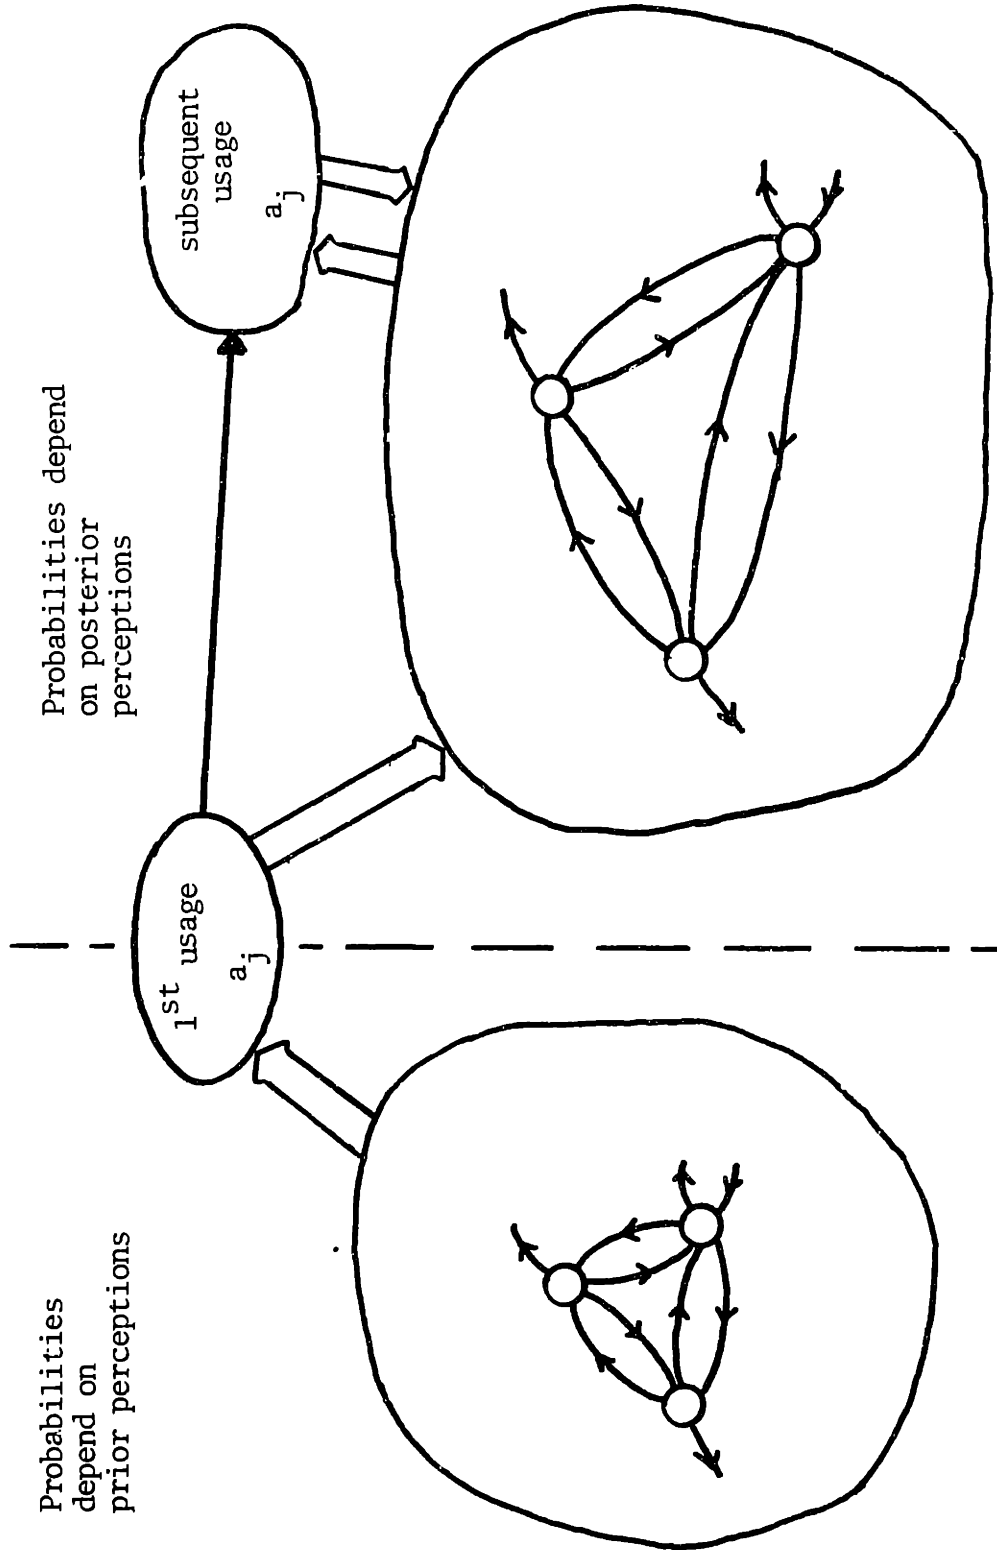 Probabilities
depend on
prior perceptions
Probabilities depend
on posterior
perceptions
1st usage
aj
subsequent
usage
aj